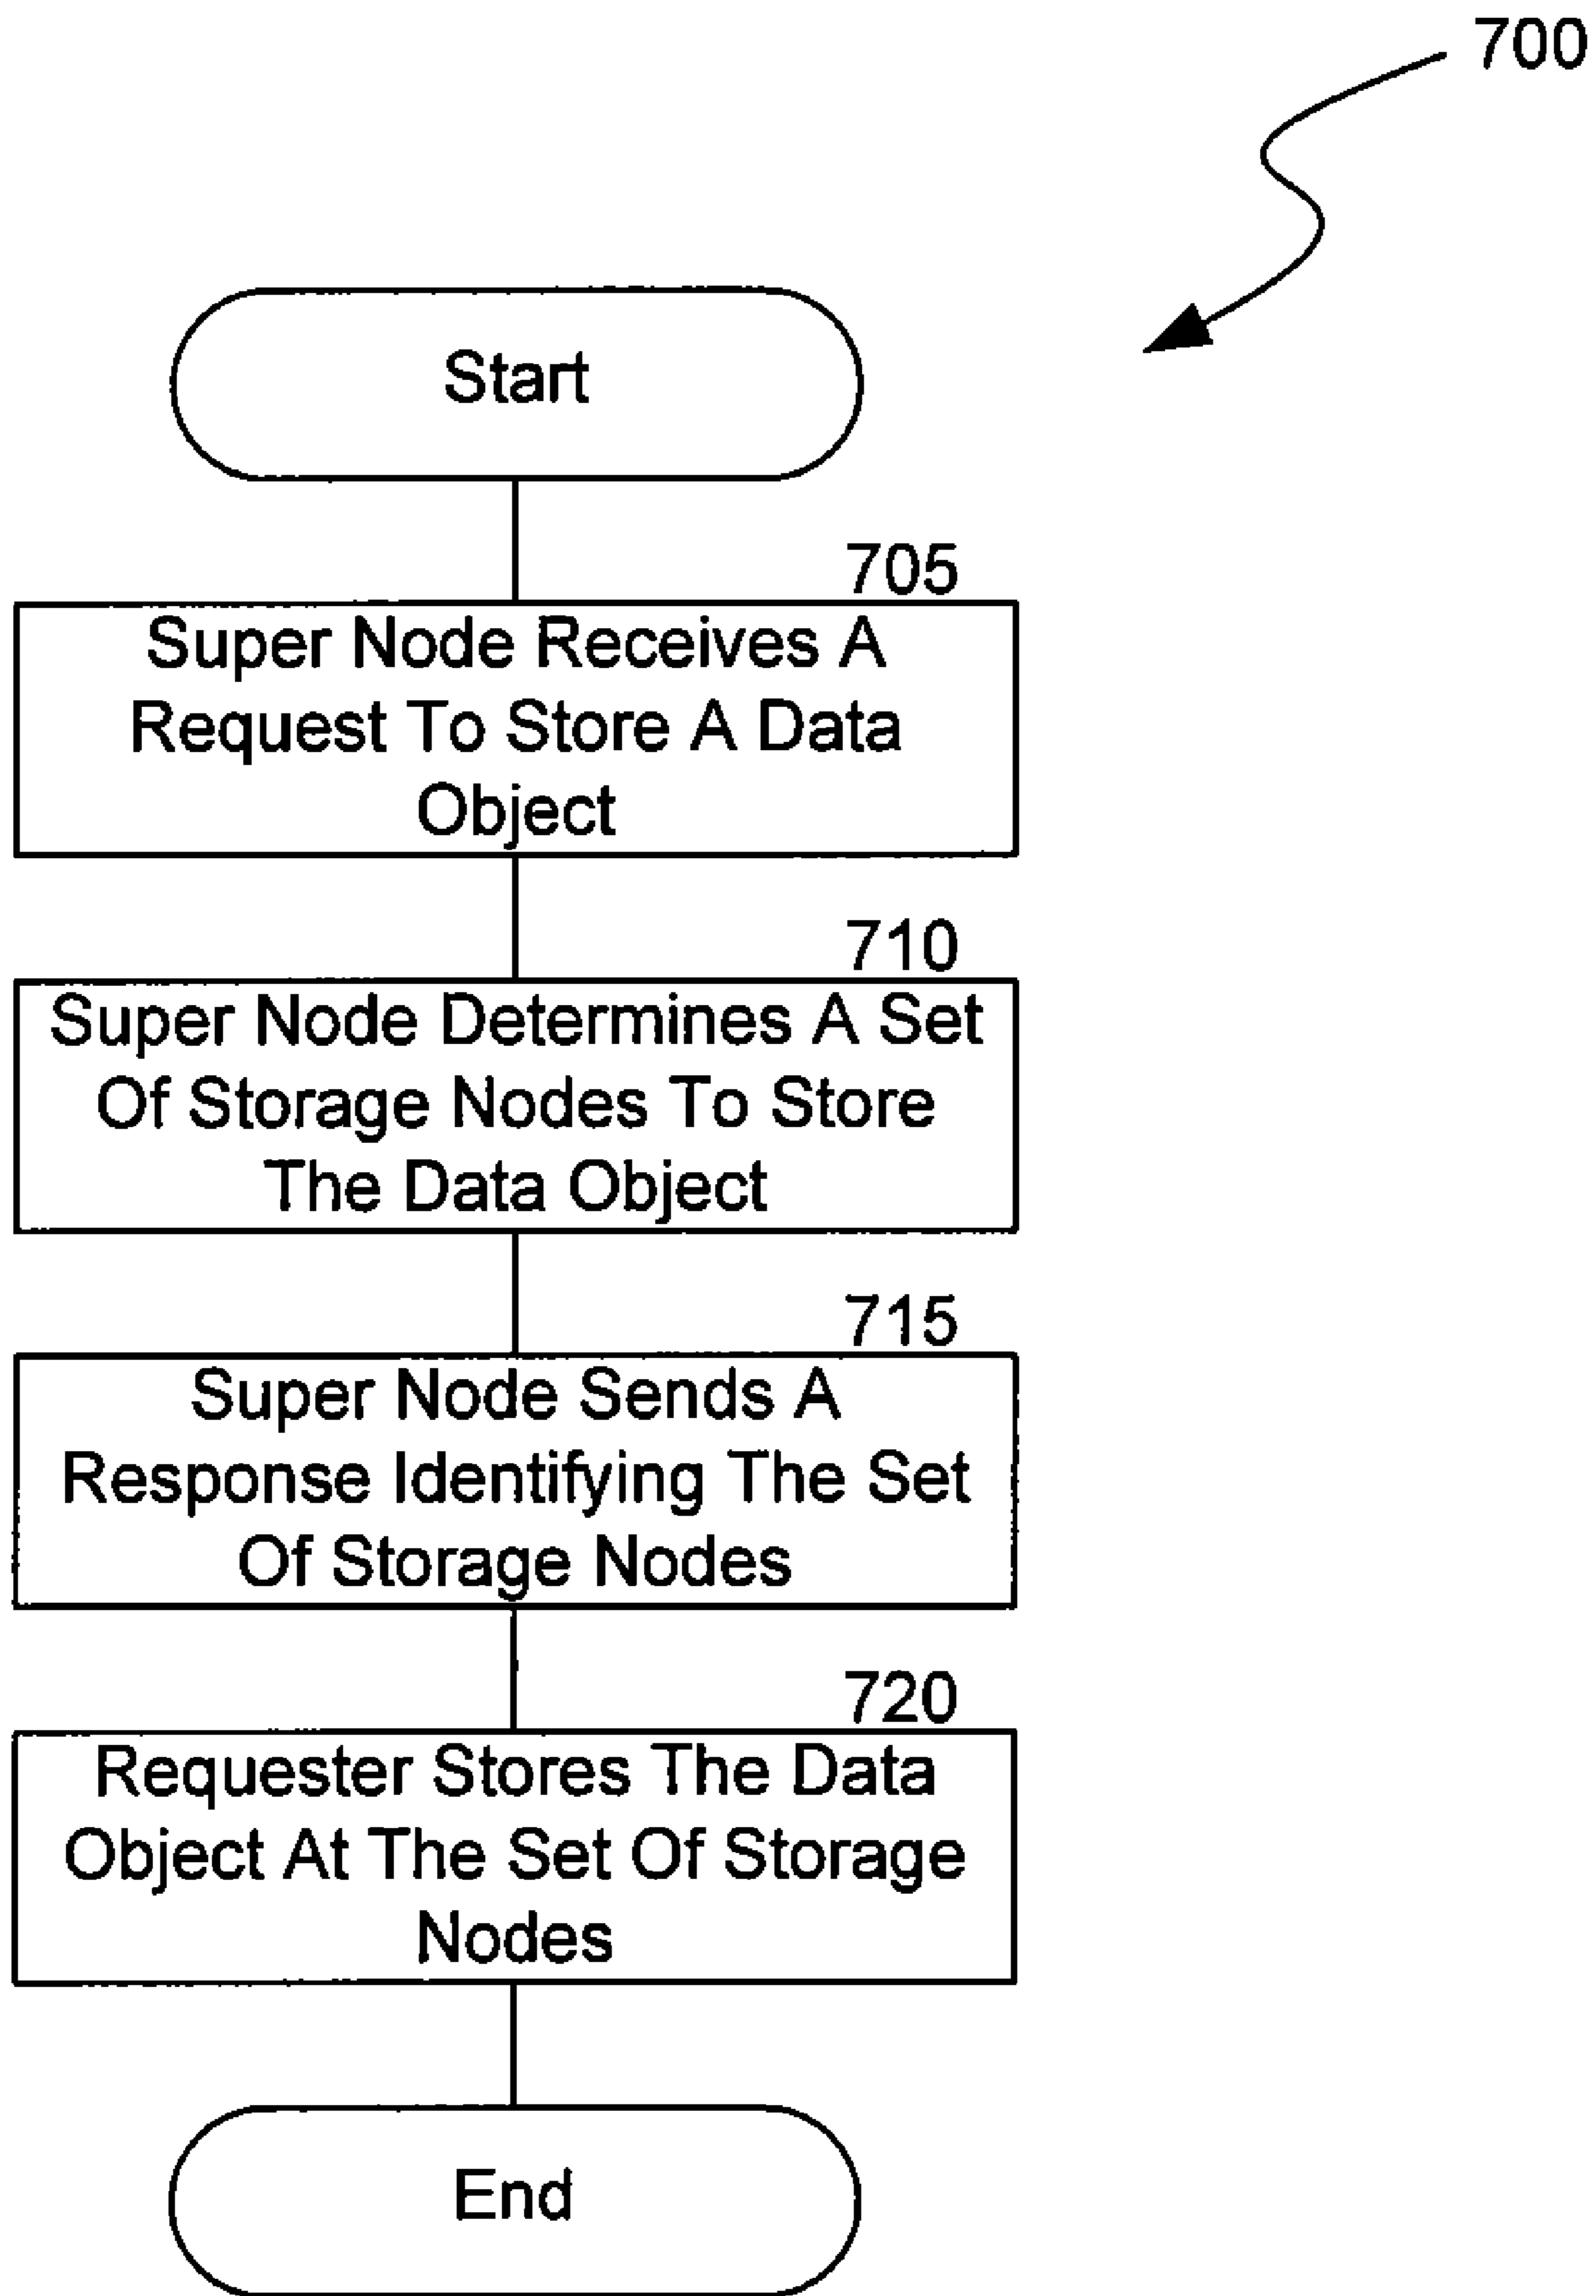 700
Start
705
Super Node Receives A
Request To Store A Data
Object
710
Super Node Determines A Set
Of Storage Nodes To Store
The Data Object
715
Super Node Sends A
Response Identifying The Set
Of Storage Nodes
720
Requester Stores The Data
Object At The Set Of Storage
Nodes
End